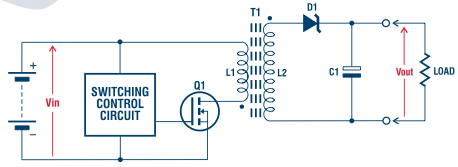 T1
D1
+
Vin
SWITCHING
CONTROL
CIRCUIT
Q1
L1
L2
C1
Vout
LOAD
–